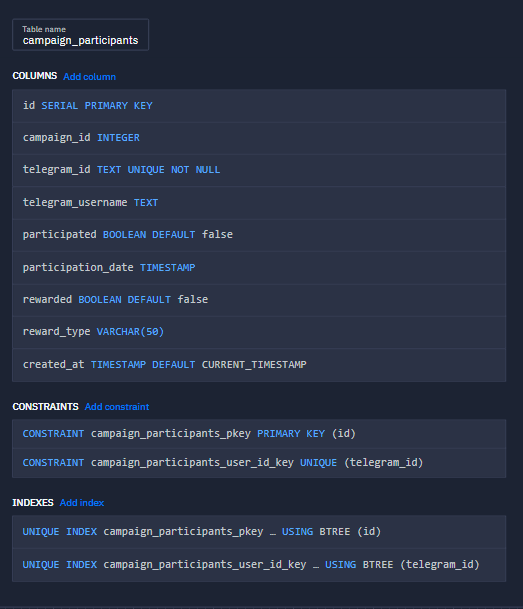 Table name
campaign_participants
COLUMNS Add column
id SERIAL PRIMARY KEY
campaign_id INTEGER
telegram_id TEXT UNIQUE NOT NULL
telegram_username TEXT
participated BOOLEAN DEFAULT false
participation_date TIMESTAMP
rewarded BOOLEAN DEFAULT false
reward_type VARCHAR(50)
created_at TIMESTAMP DEFAULT CURRENT_TIMESTAMP
CONSTRAINTS Add constraint
CONSTRAINT campaign_participants_pkey PRIMARY KEY (id)
CONSTRAINT campaign_participants_user_id_key UNIQUE (telegram_id)
INDEXES Add index
UNIQUE INDEX campaign_participants_pkey … USING BTREE (id)
UNIQUE INDEX campaign_participants_user_id_key … USING BTREE (telegram_id)